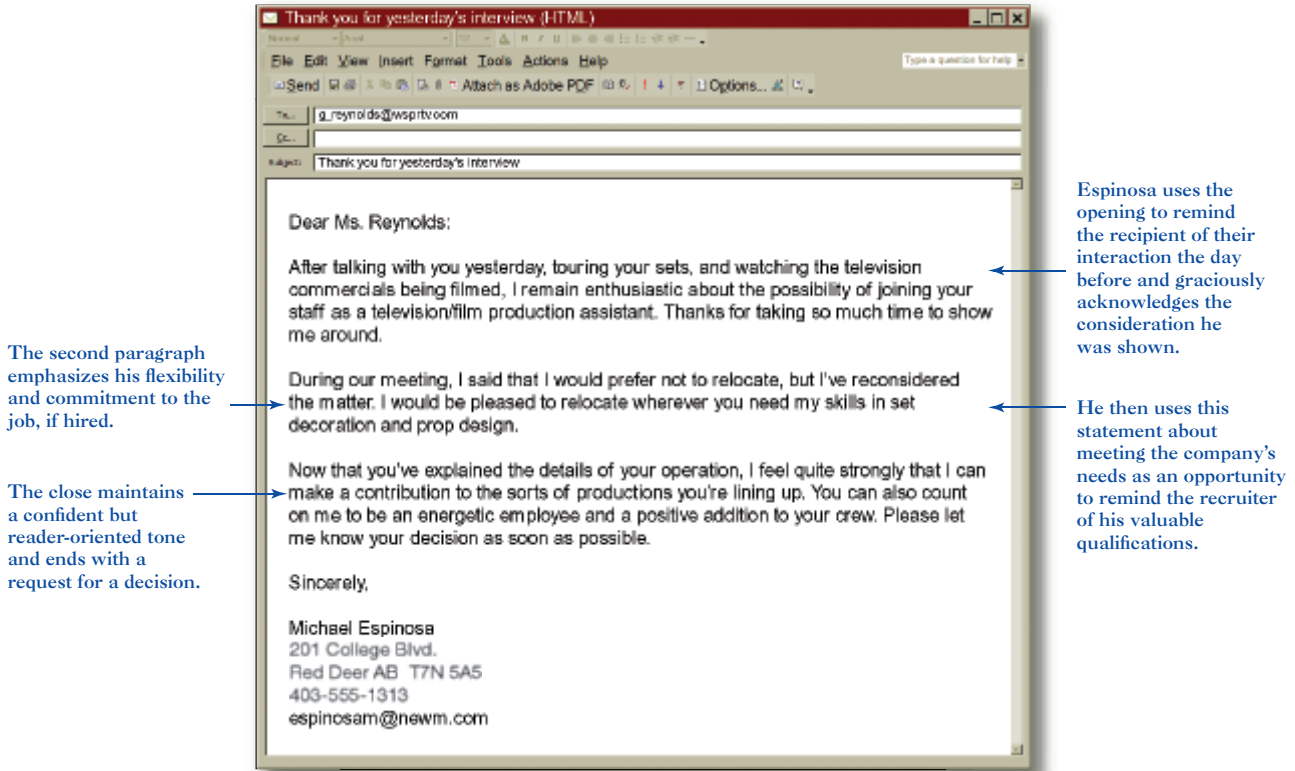 Thank you for yesterday's interview (HTML)
File Edit View Insert Format Tools Actions Help
Type a question for help
Send Attach as Adobe PDF Options...
To...
g_reynolds@wsprtv.com
Cc...
Subject:
Thank you for yesterday's interview
Dear Ms. Reynolds:
After talking with you yesterday, touring your sets, and watching the television
commercials being filmed, I remain enthusiastic about the possibility of joining your
staff as a television/film production assistant. Thanks for taking so much time to show
me around.
During our meeting, I said that I would prefer not to relocate, but I've reconsidered
the matter. I would be pleased to relocate wherever you need my skills in set
decoration and prop design.
Now that you've explained the details of your operation, I feel quite strongly that I can
make a contribution to the sorts of productions you're lining up. You can also count
on me to be an energetic employee and a positive addition to your crew. Please let
me know your decision as soon as possible.
Sincerely,
Michael Espinosa
201 College Blvd.
Red Deer AB T7N 5A5
403-555-1313
espinosam@newm.com
The second paragraph
emphasizes his flexibility
and commitment to the
job, if hired.
The close maintains
a confident but
reader-oriented tone
and ends with a
request for a decision.
Espinosa uses the
opening to remind
the recipient of their
interaction the day
before and graciously
acknowledges the
consideration he
was shown.
He then uses this
statement about
meeting the company's
needs as an opportunity
to remind the recruiter
of his valuable
qualifications.